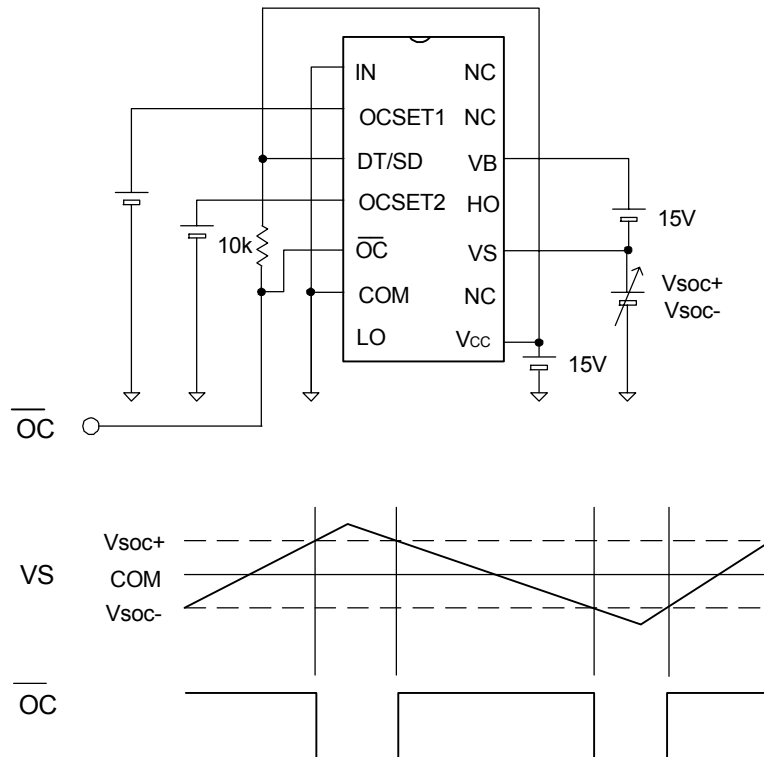 IN NC
OCSET1 NC
DT/SD VB
OCSET2 HO
15V
10k
OC VS
Vsoc+
Vsoc-
COM NC
LO Vcc
15V
OC
Vsoc+
VS
COM
Vsoc-
OC